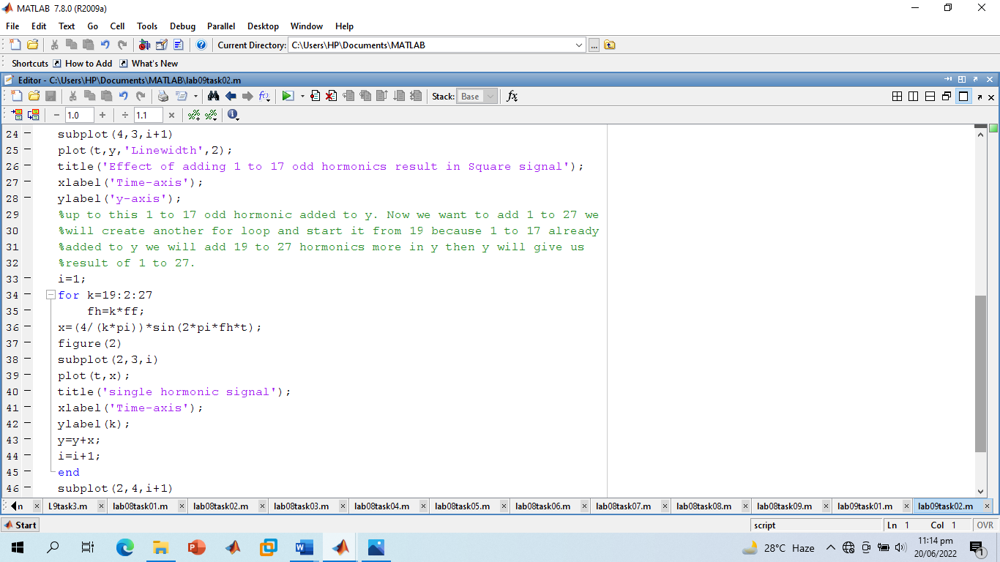 MATLAB 7.8.0 (R2009a)
File Edit Text Go Cell Tools Debug Parallel Desktop Window Help
Current Directory: C:\Users\HP\Documents\MATLAB
Shortcuts How to Add What's New
Editor - C:\Users\HP\Documents\MATLAB\lab09task02.m
Stack: Base fx
1.0 1.1
24 subplot(4,3,i+1)
25 plot(t,y,'Linewidth',2);
26 title('Effect of adding 1 to 17 odd hormonics result in Square signal');
27 xlabel('Time-axis');
28 ylabel('y-axis');
29 %up to this 1 to 17 odd hormonic added to y. Now we want to add 1 to 27 we
30 %will create another for loop and start it from 19 because 1 to 17 already
31 %added to y we will add 19 to 27 hormonics more in y then y will give us
32 %result of 1 to 27.
33 i=1;
34 for k=19:2:27
35 fh=k*ff;
36 x=(4/(k*pi))*sin(2*pi*fh*t);
37 figure(2)
38 subplot(2,3,i)
39 plot(t,x);
40 title('single hormonic signal');
41 xlabel('Time-axis');
42 ylabel(k);
43 y=y+x;
44 i=i+1;
45 end
46 subplot(2,4,i+1)
n L9task3.m lab08task01.m lab08task02.m lab08task03.m lab08task04.m lab08task05.m lab08task06.m lab08task07.m lab08task08.m lab08task09.m lab09task01.m lab09task02.m
Start script Ln 1 Col 1 OVR
28°C Haze 11:14 pm
20/06/2022 1